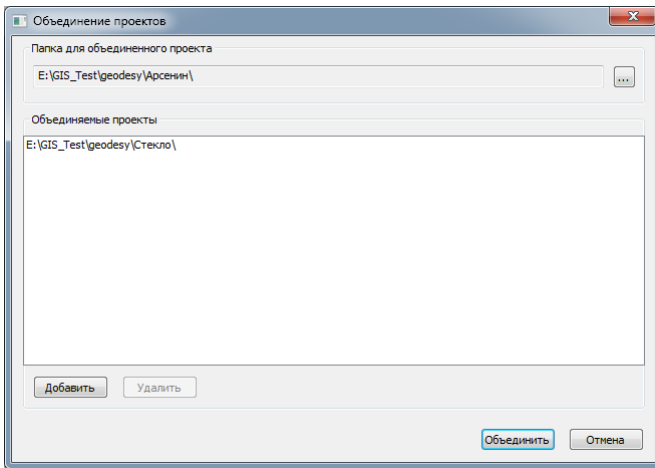 Объединение проектов
Папка для объединенного проекта
E:\GIS_Test\geodesy\Арсенин\
...
Объединяемые проекты
E:\GIS_Test\geodesy\Стекло\
Добавить Удалить
Объединить Отмена